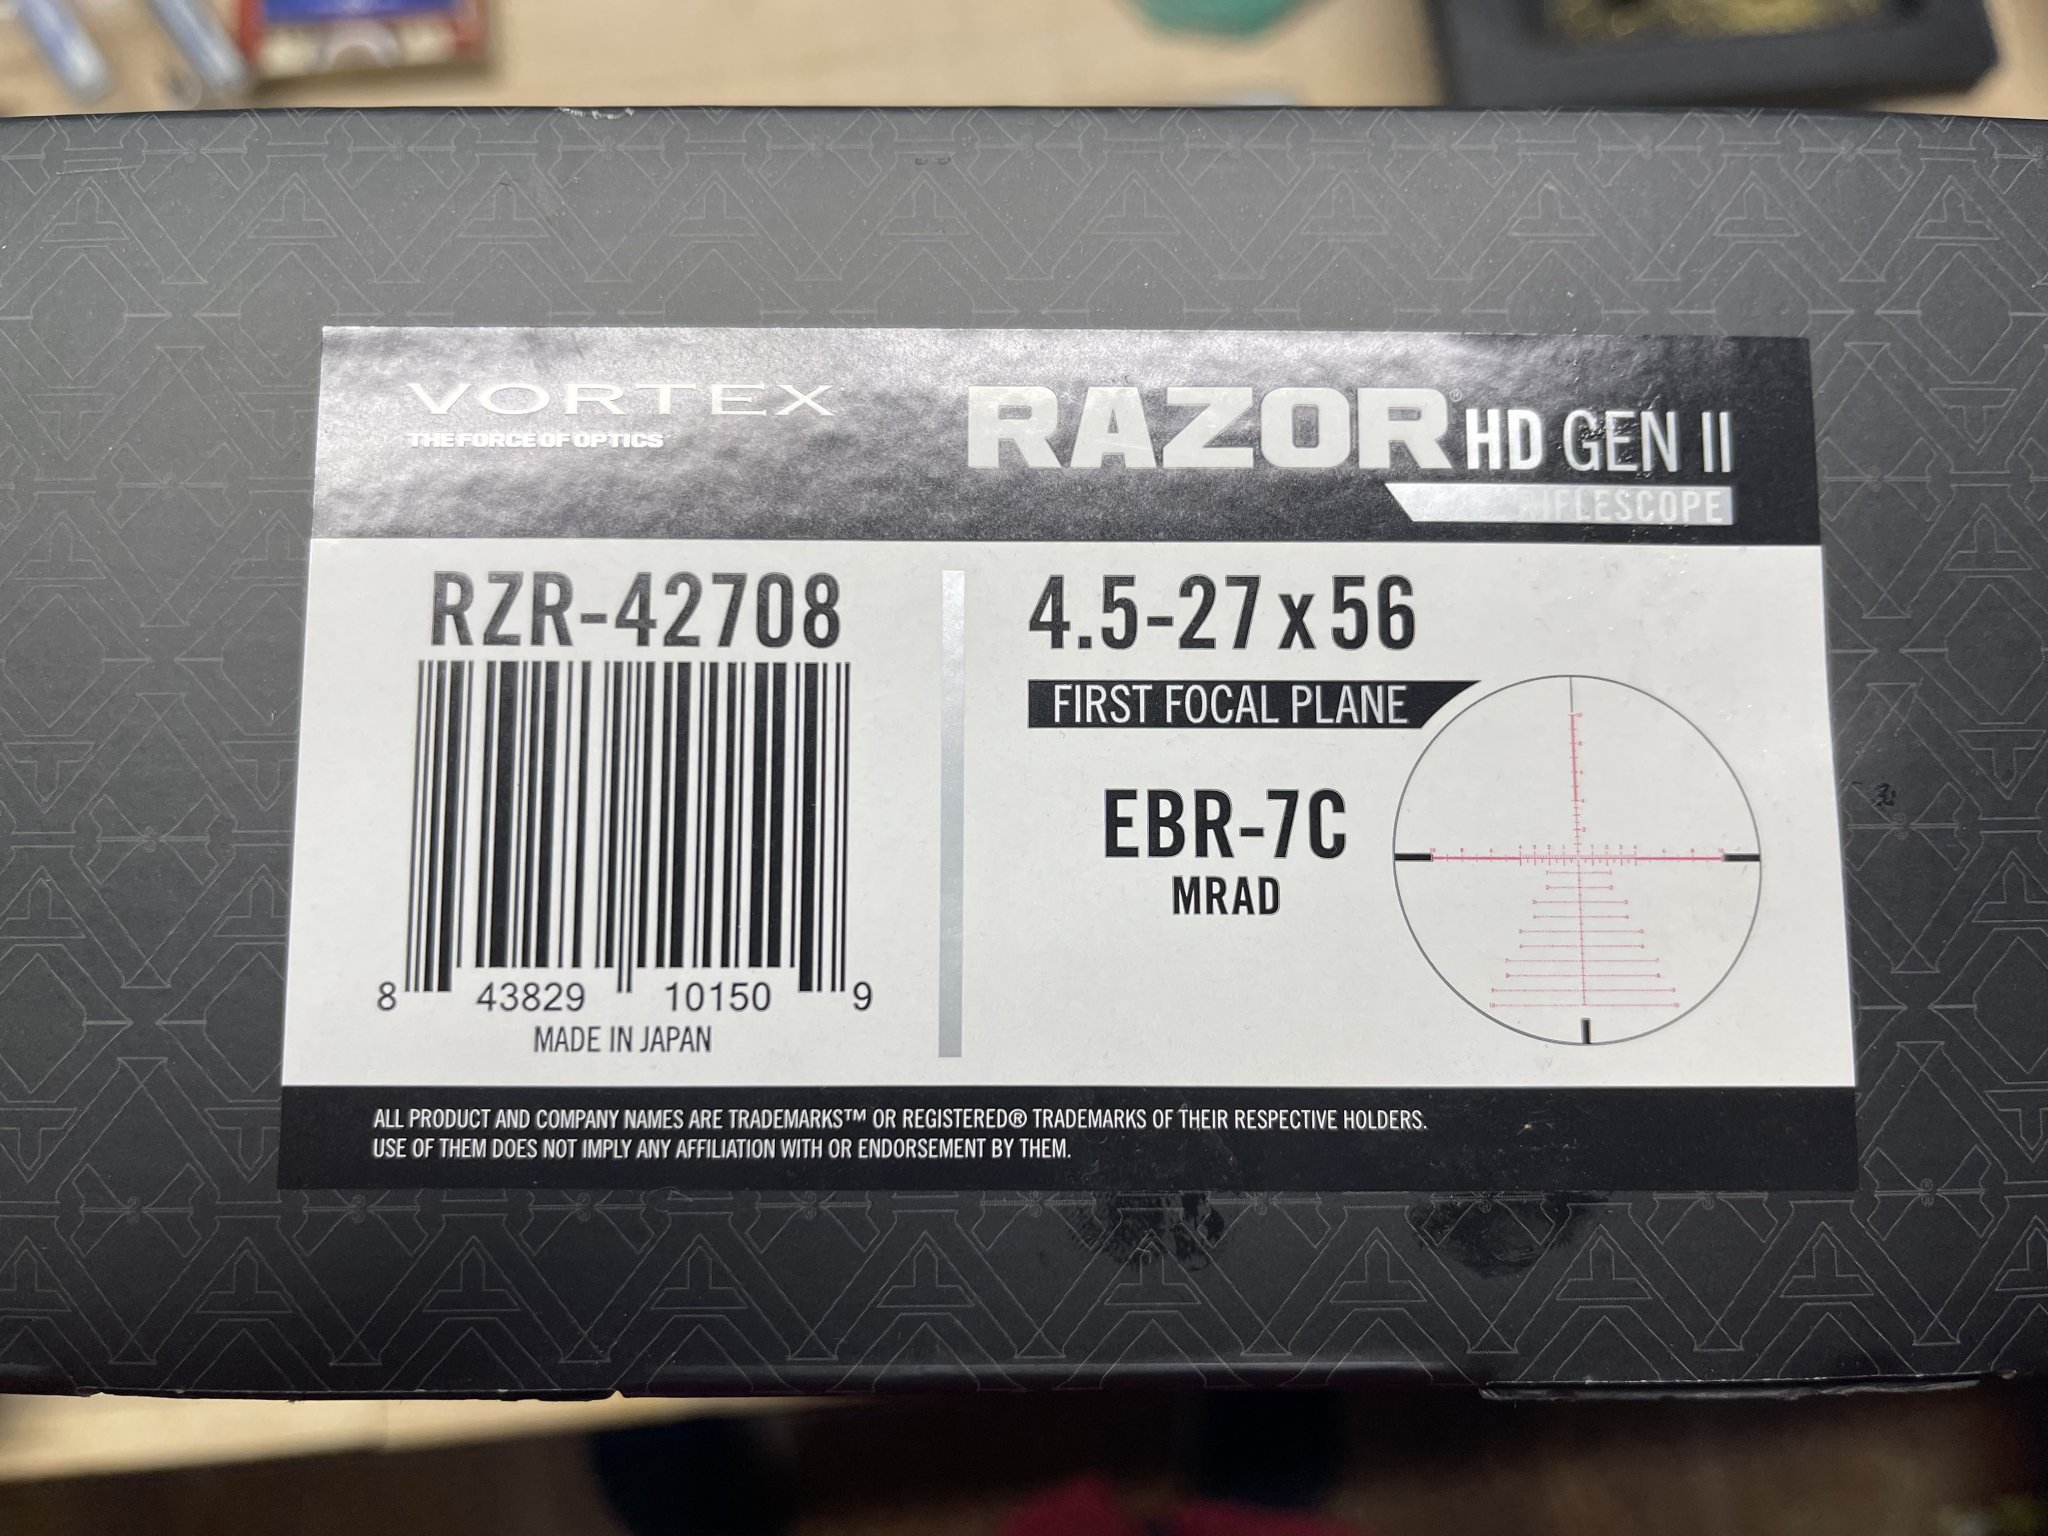 VORTEX
THE FORCE OF OPTICS
RAZOR® HD GEN II
RIFLESCOPE
RZR-42708
8 43829 10150 9
MADE IN JAPAN
4.5-27 x 56
FIRST FOCAL PLANE
EBR-7C
MRAD
ALL PRODUCT AND COMPANY NAMES ARE TRADEMARKS™ OR REGISTERED® TRADEMARKS OF THEIR RESPECTIVE HOLDERS.
USE OF THEM DOES NOT IMPLY ANY AFFILIATION WITH OR ENDORSEMENT BY THEM.